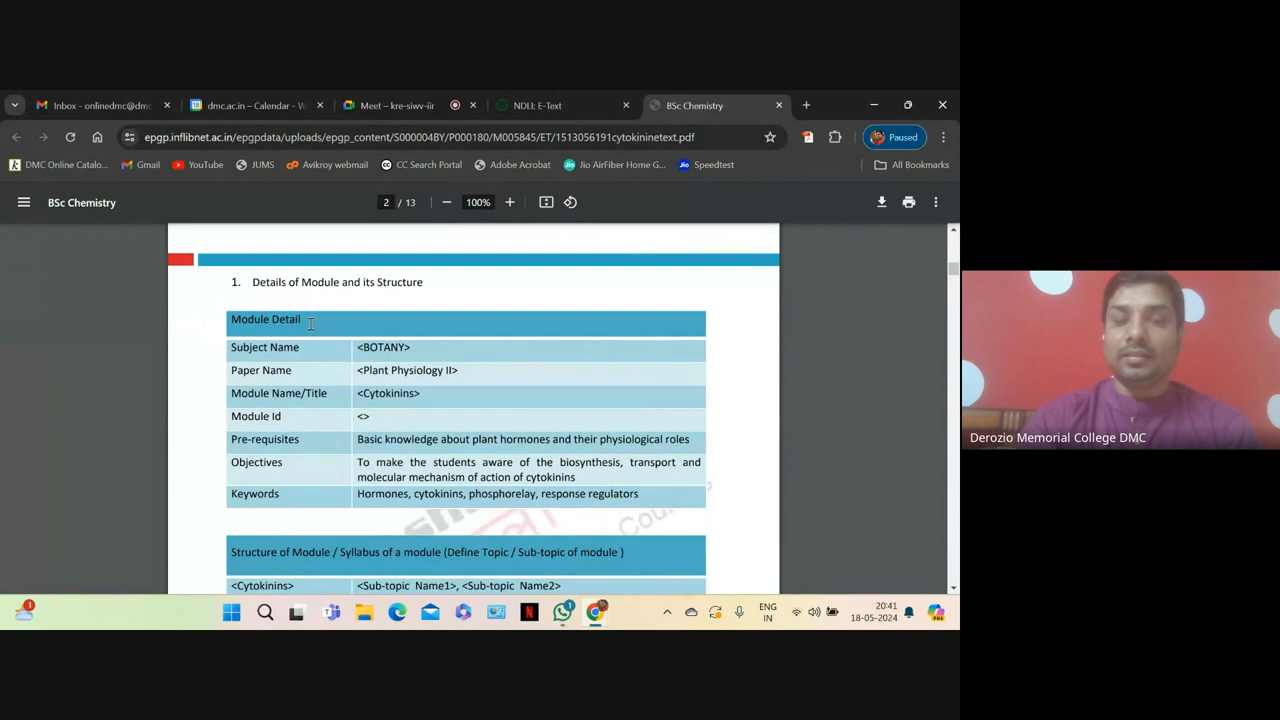 Inbox - onlinedmc@dmc
dmc.ac.in – Calendar - W
Meet – kre-siwv-iir
NDLI: E-Text
BSc Chemistry
epgp.inflibnet.ac.in/epgpdata/uploads/epgp_content/S000004BY/P000180/M005845/ET/1513056191cytokininetext.pdf
Paused
DMC Online Catalo...
Gmail
YouTube
JUMS
Avikroy webmail
CC Search Portal
Adobe Acrobat
Jio AirFiber Home G...
Speedtest
All Bookmarks
BSc Chemistry
2 / 13
100%
1. Details of Module and its Structure
Module Detail
Subject Name <BOTANY>
Paper Name <Plant Physiology II>
Module Name/Title <Cytokinins>
Module Id <>
Pre-requisites Basic knowledge about plant hormones and their physiological roles
Objectives To make the students aware of the biosynthesis, transport and
molecular mechanism of action of cytokinins
Keywords Hormones, cytokinins, phosphorelay, response regulators
Structure of Module / Syllabus of a module (Define Topic / Sub-topic of module )
<Cytokinins> <Sub-topic Name1>, <Sub-topic Name2>
Derozio Memorial College DMC
1
1
ENG
IN
20:41
18-05-2024